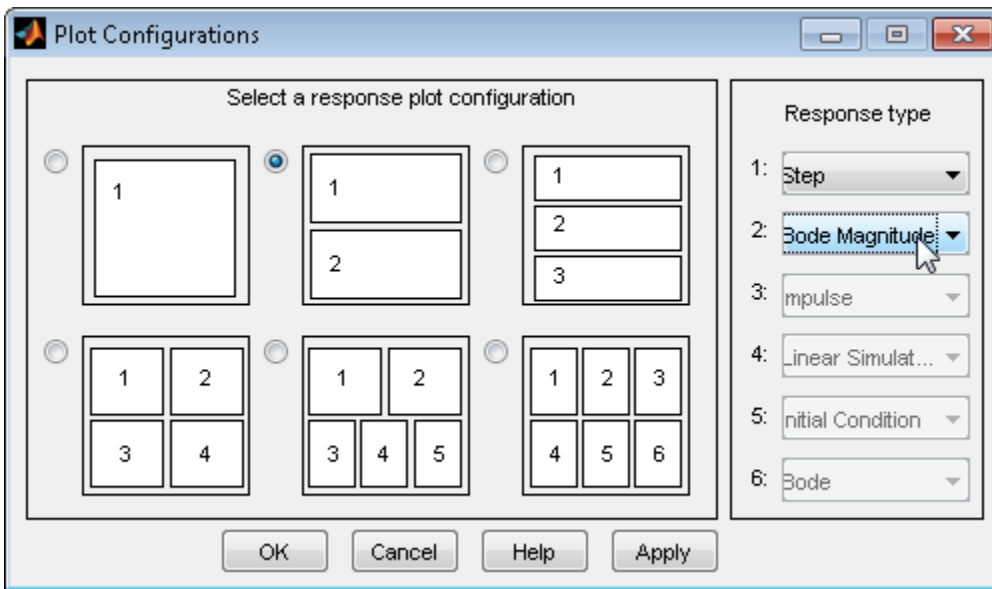 Plot Configurations
Select a response plot configuration
1
1
2
1
2
3
1 2
3 4
1 2
3 4 5
1 2 3
4 5 6
Response type
1: Step
2: Bode Magnitude
3: mpulse
4: Linear Simulat...
5: nitial Condition
6: Bode
OK Cancel Help Apply